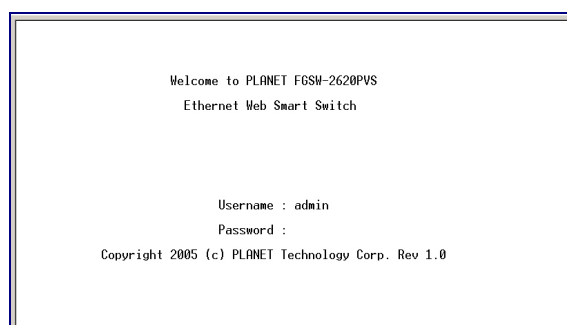 Welcome to PLANET FGSW-2620PVS
Ethernet Web Smart Switch
Username : admin
Password :
Copyright 2005 (c) PLANET Technology Corp. Rev 1.0